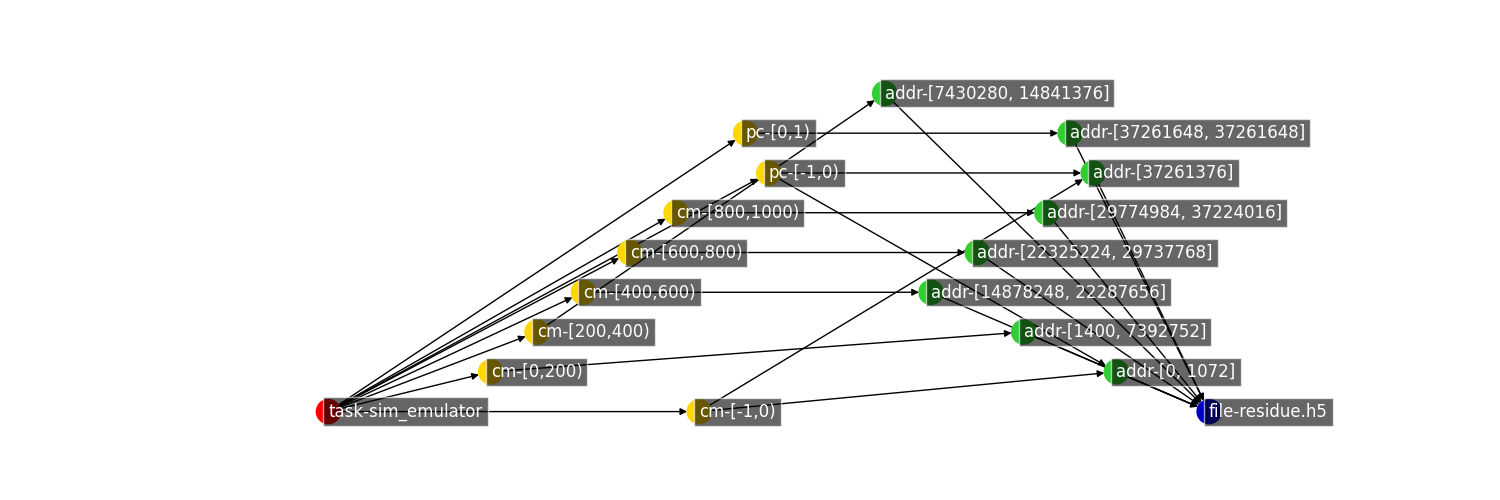 addr-[7430280, 14841376]
pc-[0,1)
addr-[37261648, 37261648]
pc-[-1,0)
addr-[37261376]
cm-[800,1000)
addr-[29774984, 37224016]
cm-[600,800)
addr-[22325224, 29737768]
cm-[400,600)
addr-[14878248, 22287656]
cm-[200,400)
addr-[1400, 7392752]
cm-[0,200)
addr-[0, 1072]
task-sim_emulator
cm-[-1,0)
file-residue.h5